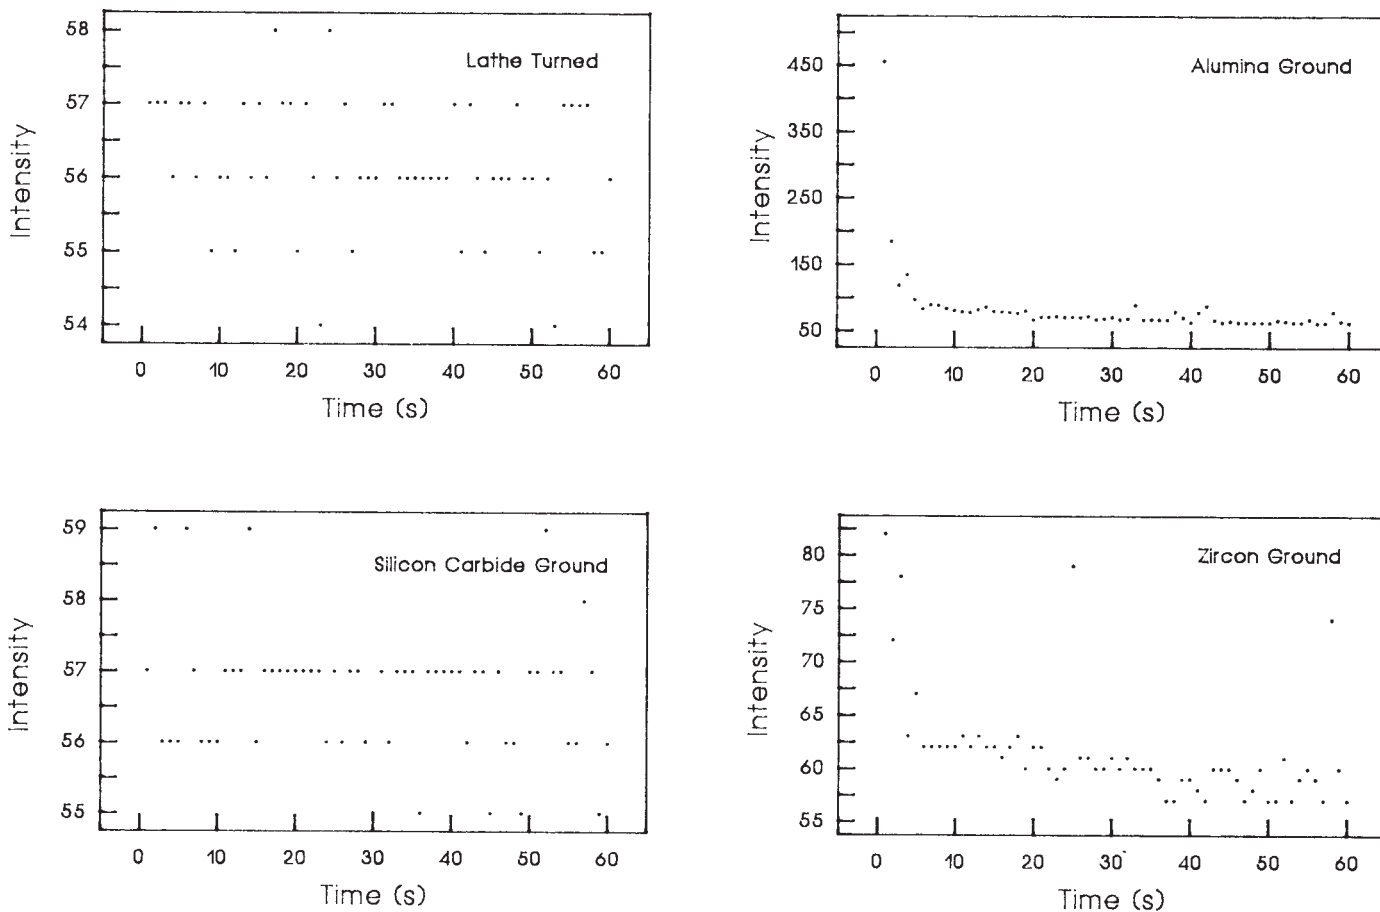 Lathe Turned
Intensity
58
57
56
55
54
0 10 20 30 40 50 60
Time (s)
Alumina Ground
Intensity
450
350
250
150
50
0 10 20 30 40 50 60
Time (s)
Silicon Carbide Ground
Intensity
59
58
57
56
55
0 10 20 30 40 50 60
Time (s)
Zircon Ground
Intensity
80
75
70
65
60
55
0 10 20 30 40 50 60
Time (s)